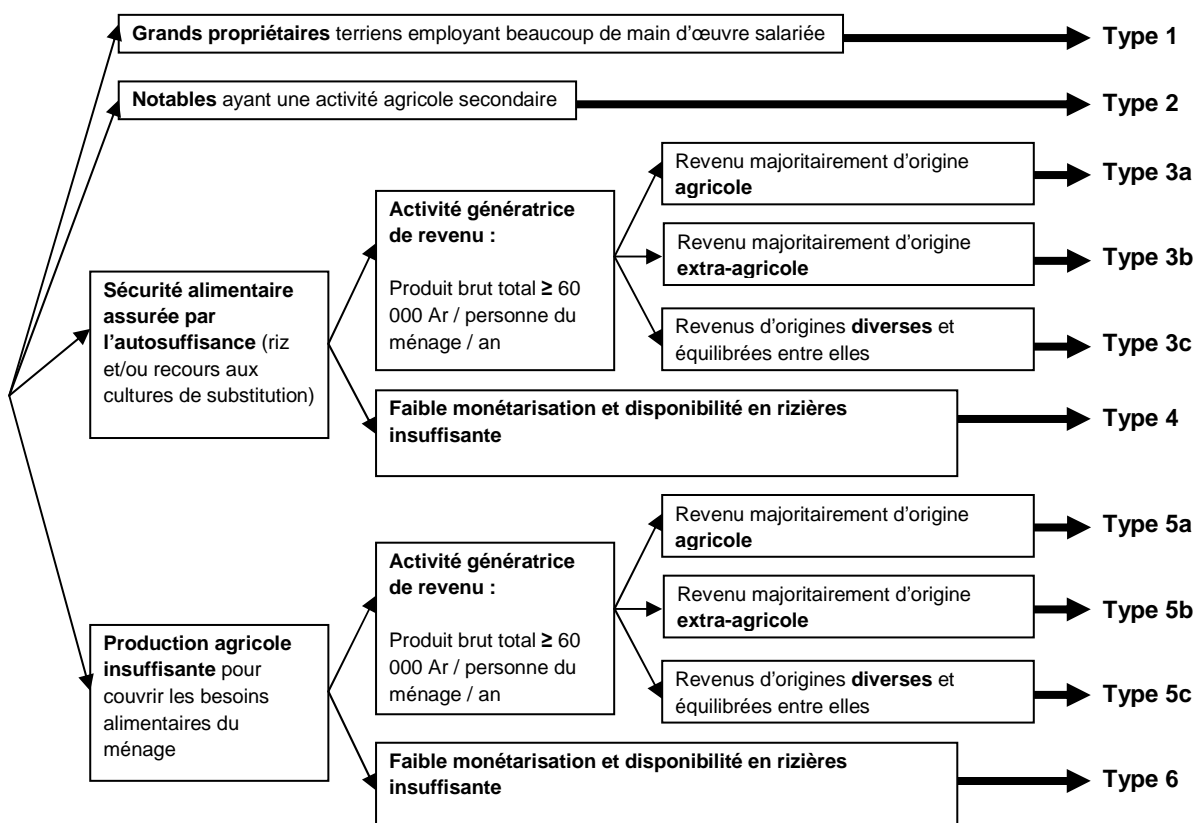 Grands propriétaires terriens employant beaucoup de main d'œuvre salariée
Type 1
Notables ayant une activité agricole secondaire
Type 2
Sécurité alimentaire
assurée par
l'autosuffisance (riz
et/ou recours aux
cultures de substitution)
Activité génératrice
de revenu :
Produit brut total ≥ 60
000 Ar / personne du
ménage / an
Revenu majoritairement d'origine
agricole
Type 3a
Revenu majoritairement d'origine
extra-agricole
Type 3b
Revenus d'origines diverses et
équilibrées entre elles
Type 3c
Faible monétarisation et disponibilité en rizières
insuffisante
Type 4
Production agricole
insuffisante pour
couvrir les besoins
alimentaires du
ménage
Activité génératrice
de revenu :
Produit brut total ≥ 60
000 Ar / personne du
ménage / an
Revenu majoritairement d'origine
agricole
Type 5a
Revenu majoritairement d'origine
extra-agricole
Type 5b
Revenus d'origines diverses et
équilibrées entre elles
Type 5c
Faible monétarisation et disponibilité en rizières
insuffisante
Type 6